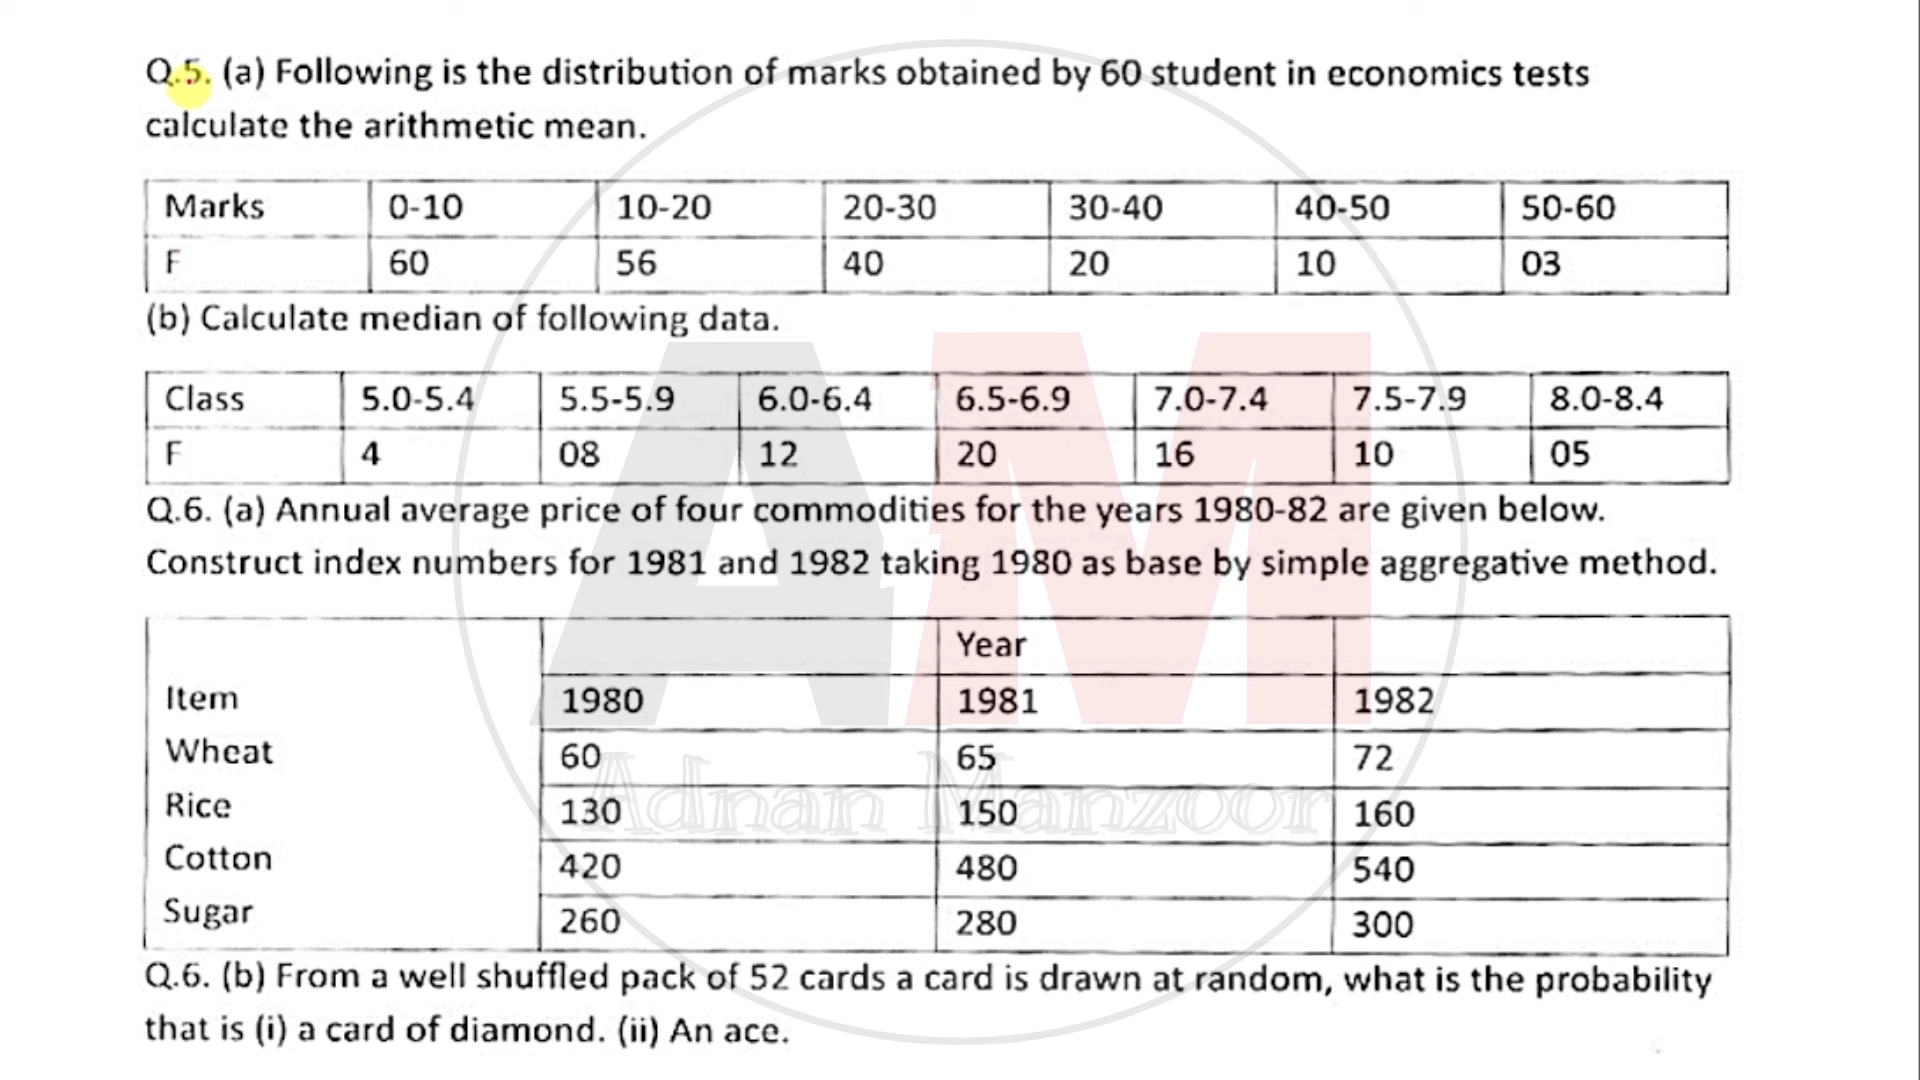 Q.5. (a) Following is the distribution of marks obtained by 60 student in economics tests
calculate the arithmetic mean.
Marks 0-10 10-20 20-30 30-40 40-50 50-60
F 60 56 40 20 10 03
(b) Calculate median of following data.
Class 5.0-5.4 5.5-5.9 6.0-6.4 6.5-6.9 7.0-7.4 7.5-7.9 8.0-8.4
F 4 08 12 20 16 10 05
Q.6. (a) Annual average price of four commodities for the years 1980-82 are given below.
Construct index numbers for 1981 and 1982 taking 1980 as base by simple aggregative method.
Year
Item 1980 1981 1982
Wheat 60 65 72
Rice 130 150 160
Cotton 420 480 540
Sugar 260 280 300
Q.6. (b) From a well shuffled pack of 52 cards a card is drawn at random, what is the probability
that is (i) a card of diamond. (ii) An ace.
AM
Adnan Manzoor